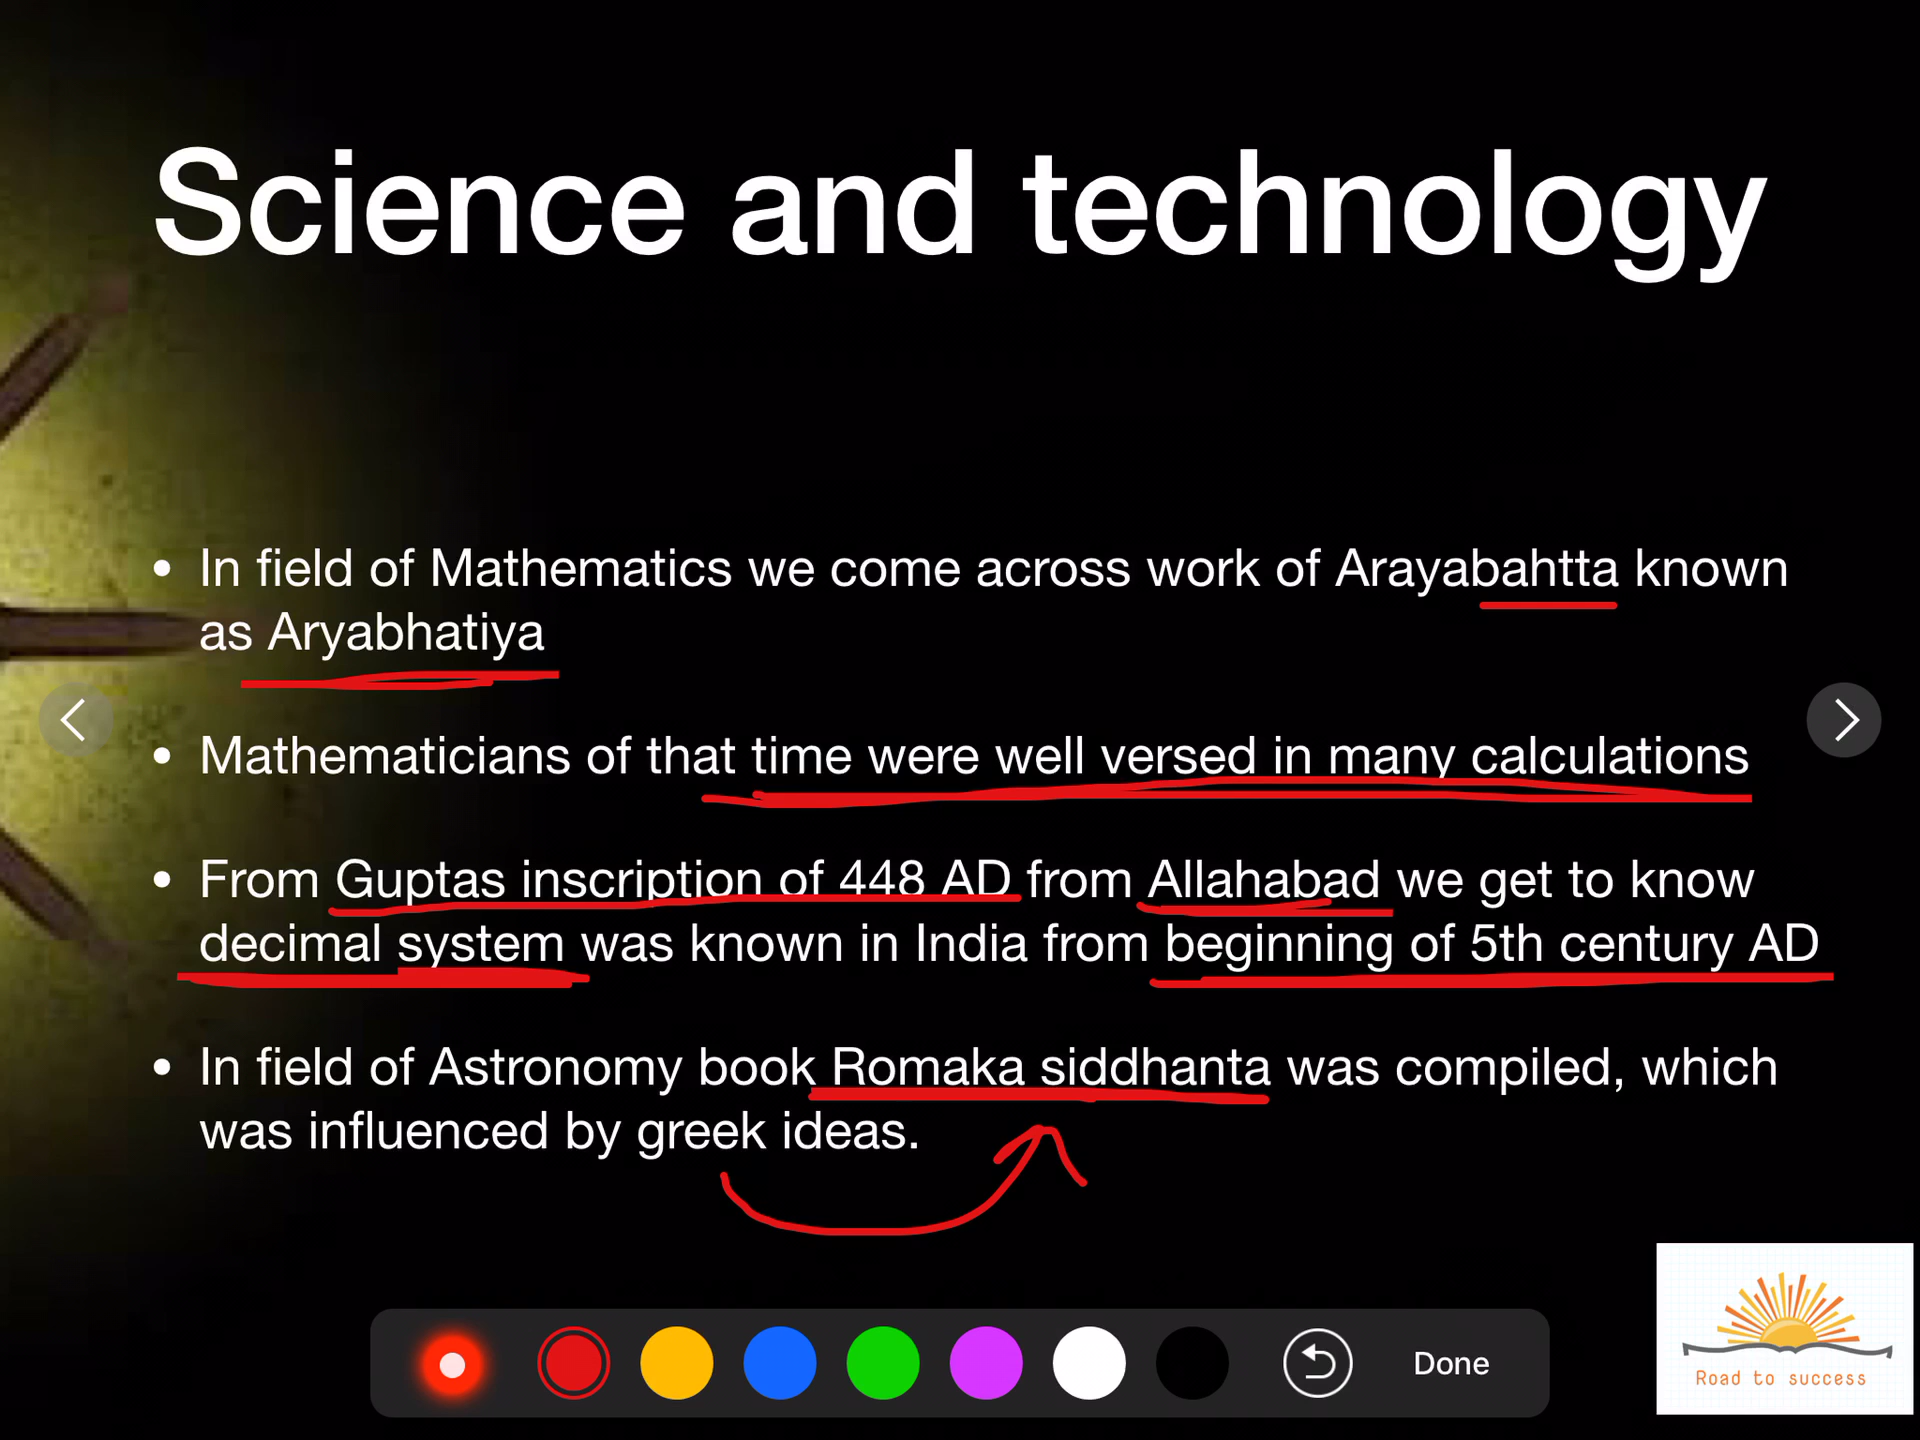 Science and technology
• In field of Mathematics we come across work of Arayabahtta known
as Aryabhatiya
• Mathematicians of that time were well versed in many calculations
• From Guptas inscription of 448 AD from Allahabad we get to know
decimal system was known in India from beginning of 5th century AD
• In field of Astronomy book Romaka siddhanta was compiled, which
was influenced by greek ideas.
Done
Road to success